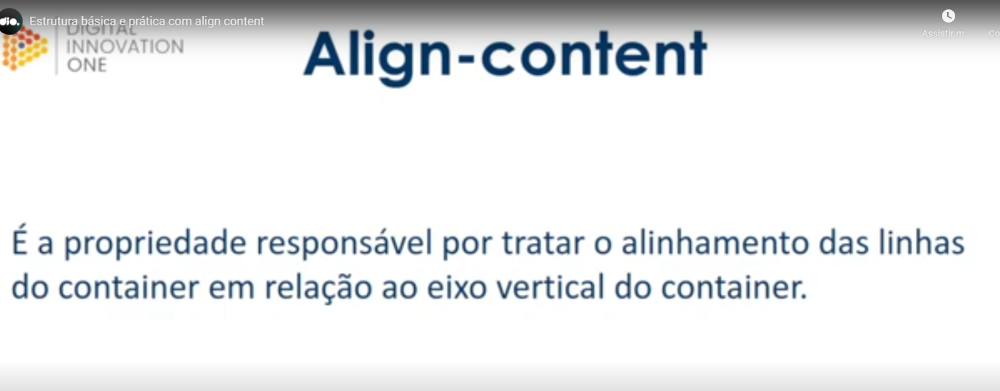 dio. Estrutura básica e prática com align content
Assistir m... Co
DIGITAL
INNOVATION
ONE
Align-content
É a propriedade responsável por tratar o alinhamento das linhas
do container em relação ao eixo vertical do container.